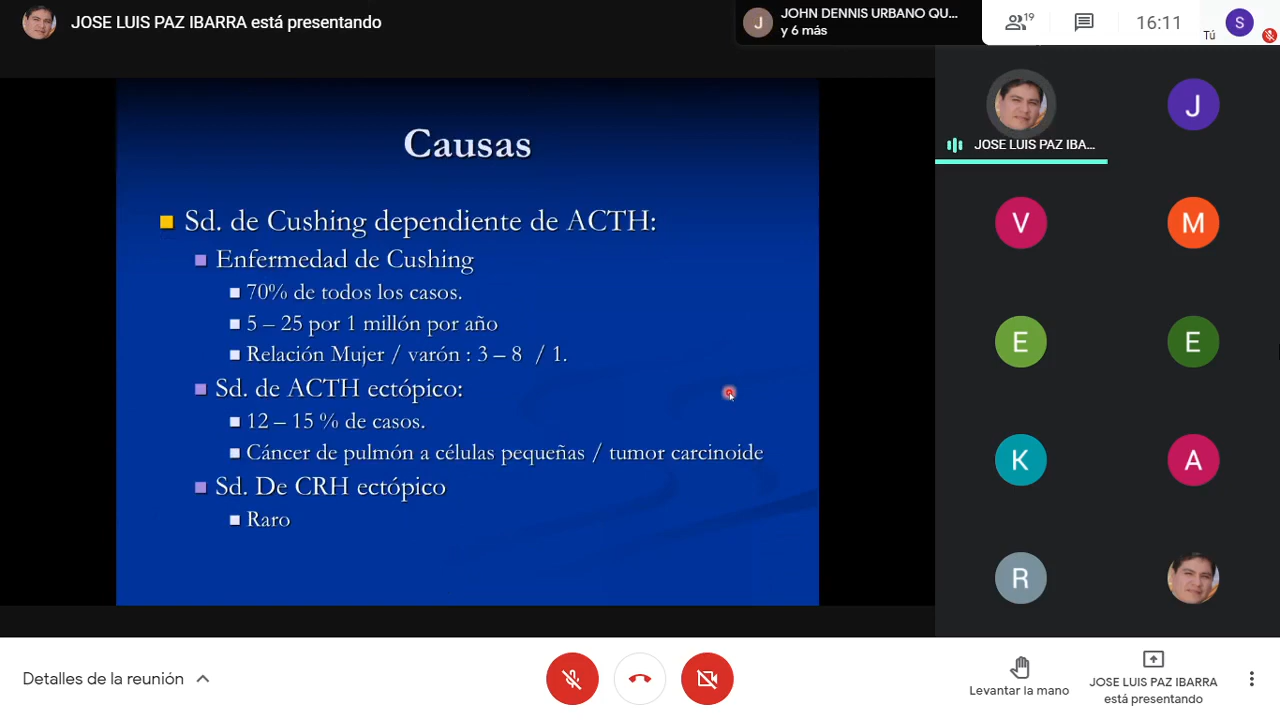 JOSE LUIS PAZ IBARRA está presentando
J
JOHN DENNIS URBANO QU...
y 6 más
19
16:11
Tú
S
Causas
Sd. de Cushing dependiente de ACTH:
Enfermedad de Cushing
70% de todos los casos.
5 – 25 por 1 millón por año
Relación Mujer / varón : 3 – 8 / 1.
Sd. de ACTH ectópico:
12 – 15 % de casos.
Cáncer de pulmón a células pequeñas / tumor carcinoide
Sd. De CRH ectópico
Raro
JOSE LUIS PAZ IBA...
J
V
M
E
E
K
A
R
Detalles de la reunión
Levantar la mano
JOSE LUIS PAZ IBARRA
está presentando